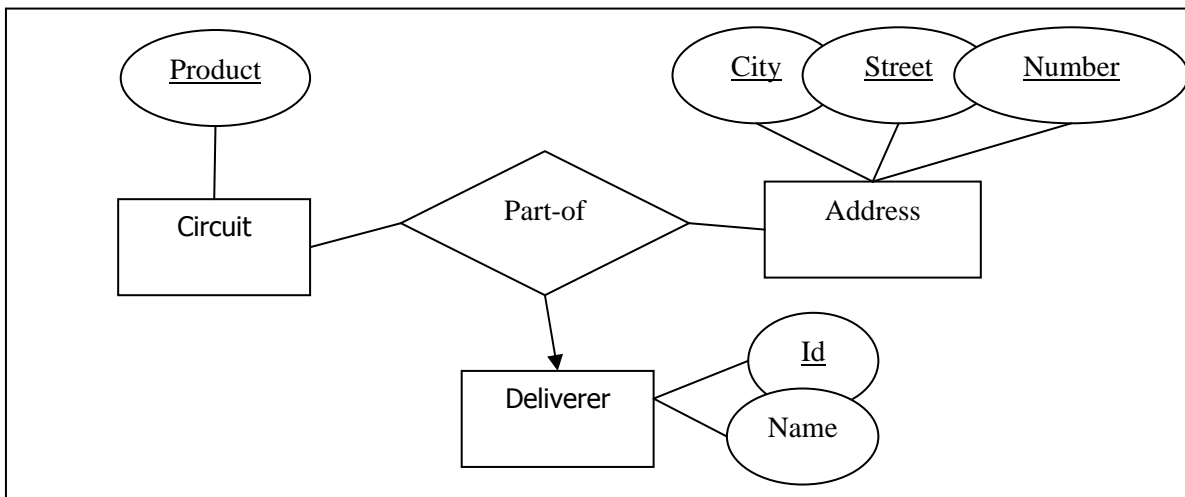 Product
City
Street
Number
Circuit
Part-of
Address
Id
Deliverer
Name